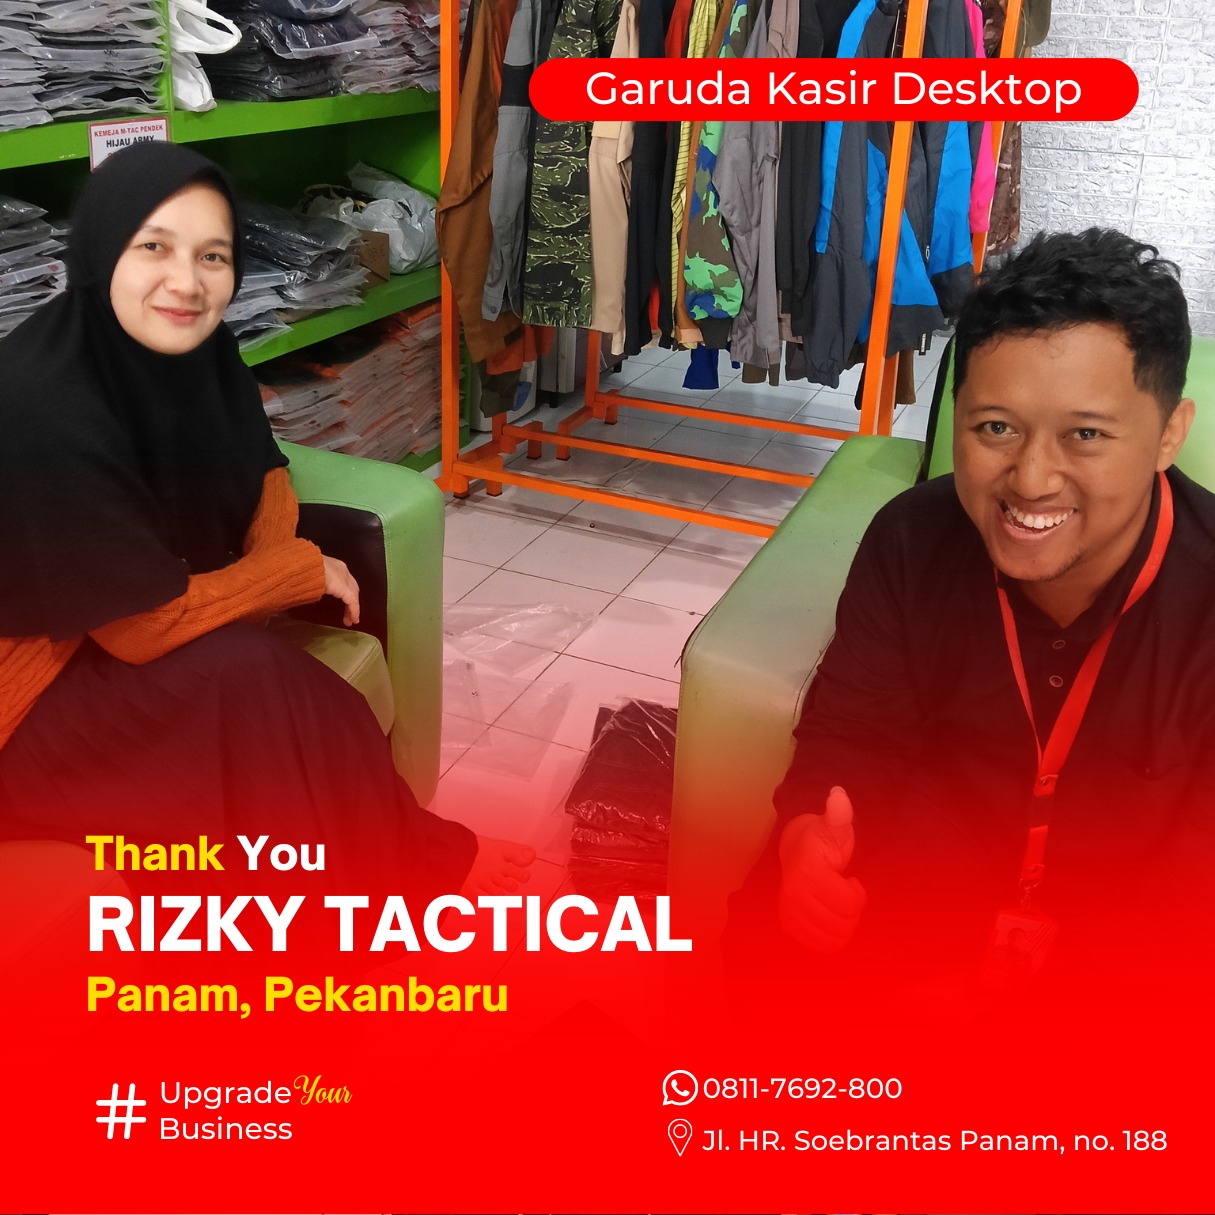 Garuda Kasir Desktop
KEMEJA M-TAC PENDEK
HIJAU ARMY
Thank You
RIZKY TACTICAL
Panam, Pekanbaru
# Upgrade Your
Business
0811-7692-800
Jl. HR. Soebrantas Panam, no. 188